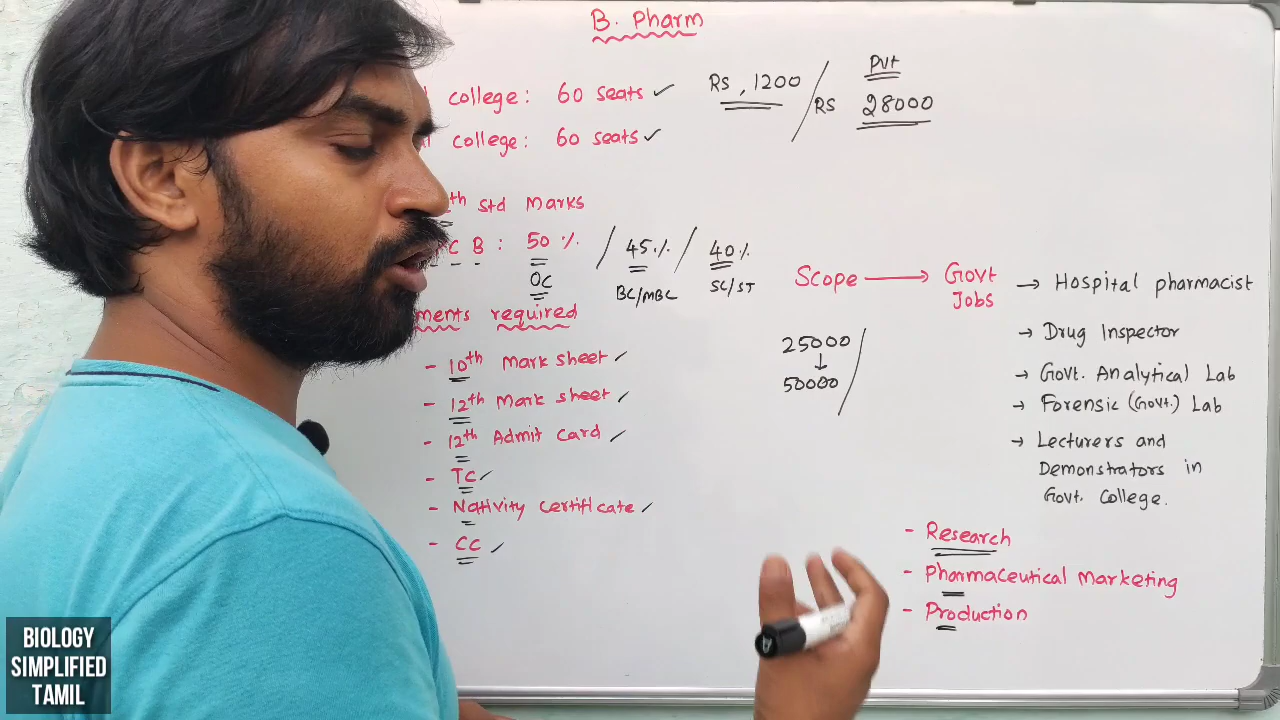 B. Pharm
college: 60 seats ✓
Rs, 1200 / Rs 28000
Pvt
college: 60 seats ✓
th std Marks
C B: 50% / 45% / 40%
OC
BC/MBC
SC/ST
ments required
- 10th Mark sheet ✓
- 12th Mark sheet ✓
- 12th Admit Card ✓
- TC ✓
- Nativity certificate ✓
- CC ✓
Scope → Govt Jobs
→ Hospital pharmacist
→ Drug Inspector
→ Govt. Analytical Lab
→ Forensic (Govt.) Lab
→ Lecturers and
Demonstrators in
Govt. College.
25000
↓
50000
- Research
- Pharmaceutical Marketing
- Production
BIOLOGY
SIMPLIFIED
TAMIL